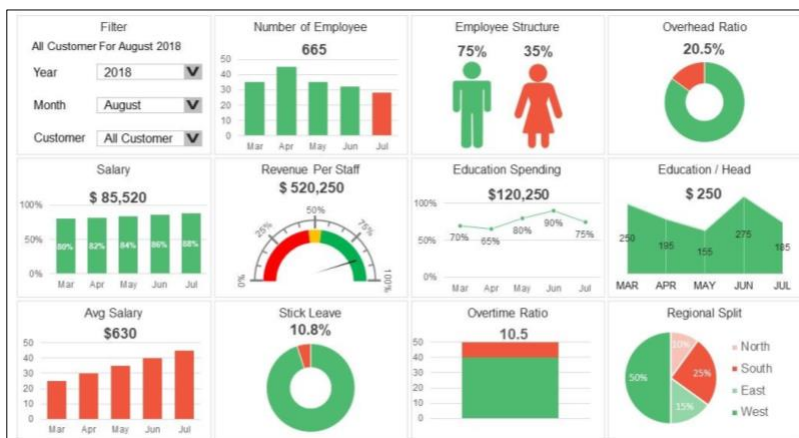 Filter
All Customer For August 2018
Year 2018
Month August
Customer All Customer
Number of Employee
665
50
40
30
20
10
0
Mar Apr May Jun Jul
Employee Structure
75% 35%
Overhead Ratio
20.5%
Salary
$ 85,520
100%
50%
0%
80% 82% 84% 86% 88%
Mar Apr May Jun Jul
Revenue Per Staff
$ 520,250
0% 25% 50% 75% 100%
Education Spending
$120,250
100%
50%
0%
70% 65% 80% 90% 75%
Mar Apr May Jun Jul
Education / Head
$ 250
250 195 155 275 185
MAR APR MAY JUN JUL
Avg Salary
$630
50
40
30
20
10
0
Mar Apr May Jun Jul
Stick Leave
10.8%
Overtime Ratio
10.5
50
40
30
20
10
0
Regional Split
10%
25%
15%
50%
North
South
East
West